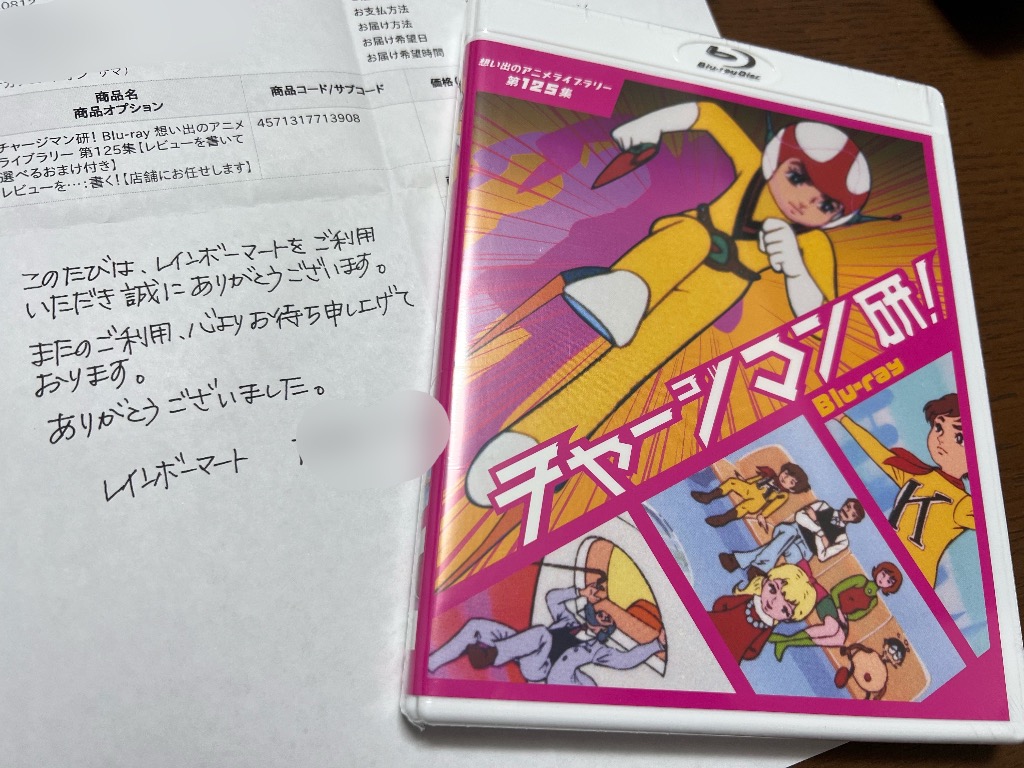 0812
お支払方法
お届け方法
お届け希望日
お届け希望時間
商品名
商品オプション
商品コード/サブコード
価格(
チャージマン研! Blu-ray 想い出のアニメ
ライブラリー 第125集【レビューを書いて
選べるおまけ付き】
レビューを…:書く!【店舗にお任せします】
4571317713908
このたびは、レインボーマートをご利用
いただき誠にありがとうございます。
またのご利用、心よりお待ち申し上げて
おります。
ありがとうございました。
レインボーマート
Blu-ray Disc
想い出のアニメライブラリー
第125集
チャージマン研!
Blu-ray
K